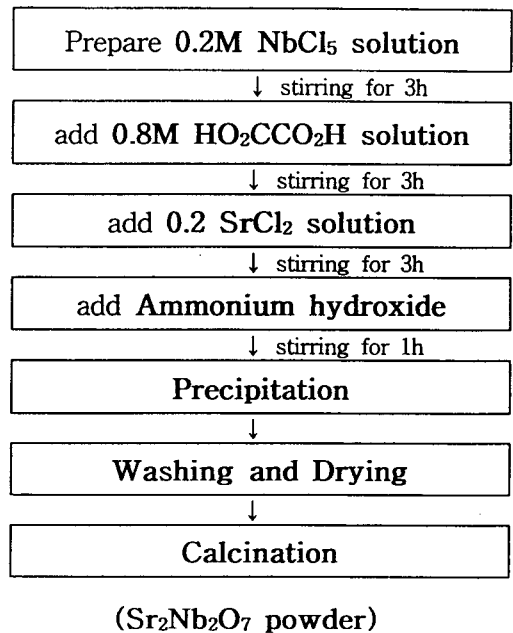 Prepare 0.2M NbCl₅ solution
↓ stirring for 3h
add 0.8M HO₂CCO₂H solution
↓ stirring for 3h
add 0.2 SrCl₂ solution
↓ stirring for 3h
add Ammonium hydroxide
↓ stirring for 1h
Precipitation
↓
Washing and Drying
↓
Calcination
(Sr₂Nb₂O₇ powder)